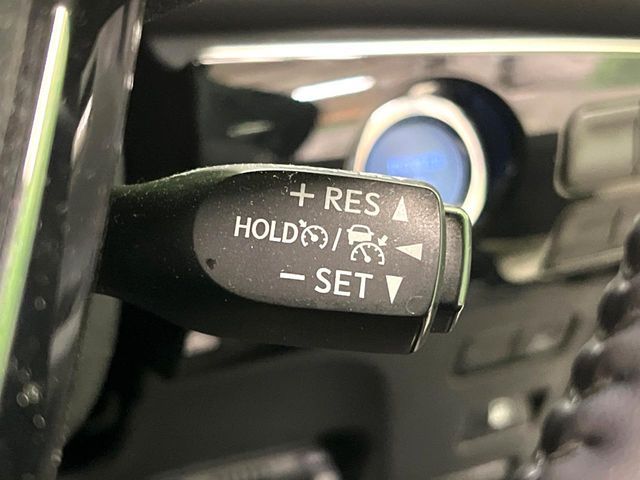 + RES ▲
HOLD / ◀
− SET ▼